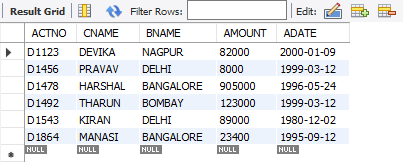 Result Grid Filter Rows: Edit:
ACTNO CNAME BNAME AMOUNT ADATE
D1123 DEVIKA NAGPUR 82000 2000-01-09
D1456 PRAVAV DELHI 8000 1999-03-12
D1478 HARSHAL BANGALORE 905000 1996-05-24
D1492 THARUN BOMBAY 123000 1999-03-12
D1543 KIRAN DELHI 89000 1980-12-02
D1864 MANASI BANGALORE 23400 1995-09-12
NULL NULL NULL NULL NULL